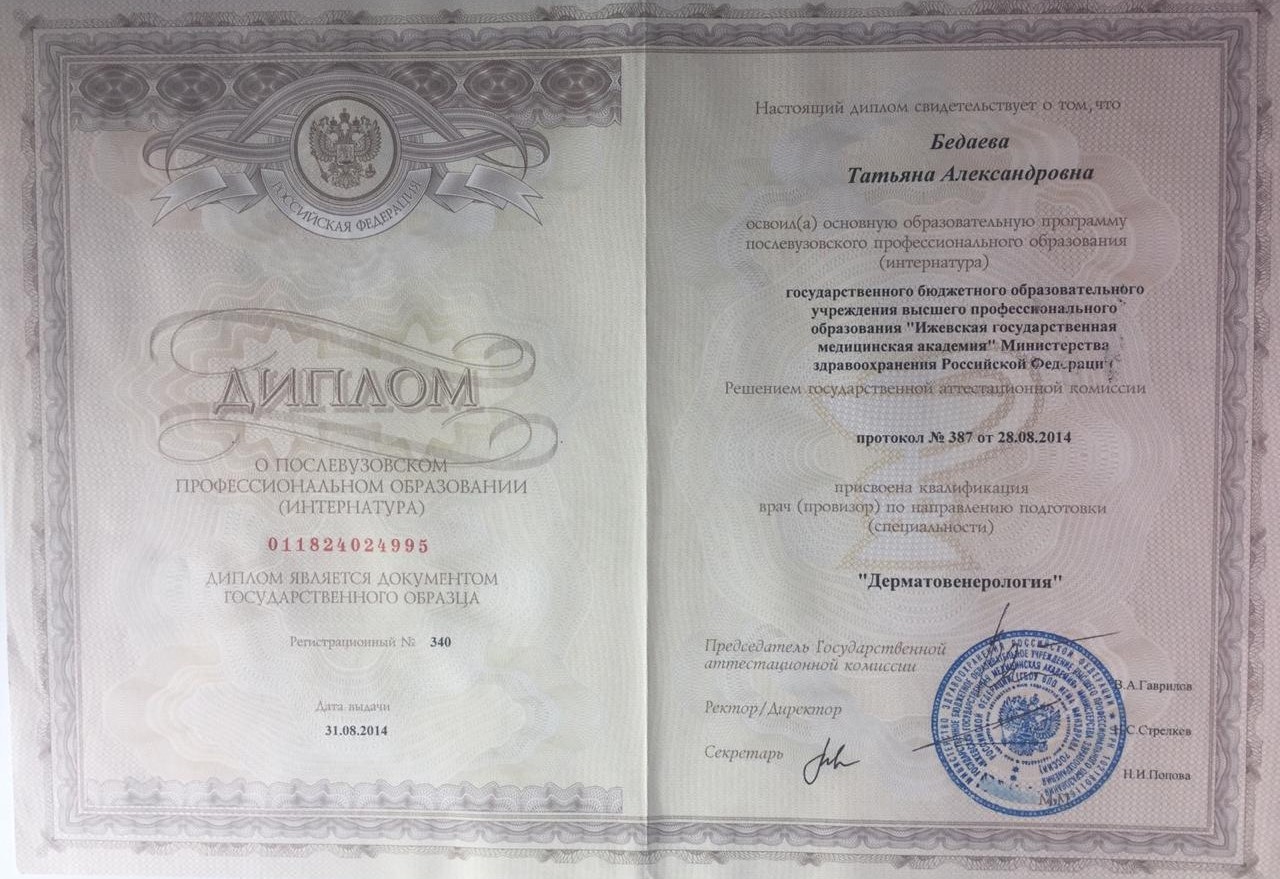 РОССИЙСКАЯ ФЕДЕРАЦИЯ
ДИПЛОМ
О ПОСЛЕВУЗОВСКОМ
ПРОФЕССИОНАЛЬНОМ ОБРАЗОВАНИИ
(ИНТЕРНАТУРА)
011824024995
ДИПЛОМ ЯВЛЯЕТСЯ ДОКУМЕНТОМ
ГОСУДАРСТВЕННОГО ОБРАЗЦА
Регистрационный № 340
Дата выдачи
31.08.2014
Настоящий диплом свидетельствует о том, что
Бедаева
Татьяна Александровна
освоил(а) основную образовательную программу
послевузовского профессионального образования
(интернатура)
государственного бюджетного образовательного
учреждения высшего профессионального
образования "Ижевская государственная
медицинская академия" Министерства
здравоохранения Российской Федерации
Решением государственной аттестационной комиссии
протокол № 387 от 28.08.2014
присвоена квалификация
врач (провизор) по направлению подготовки
(специальности)
"Дерматовенерология"
Председатель Государственной
аттестационной комиссии
В.А.Гаврилов
Ректор/Директор
Н.С.Стрелков
Секретарь
Н.И.Попова